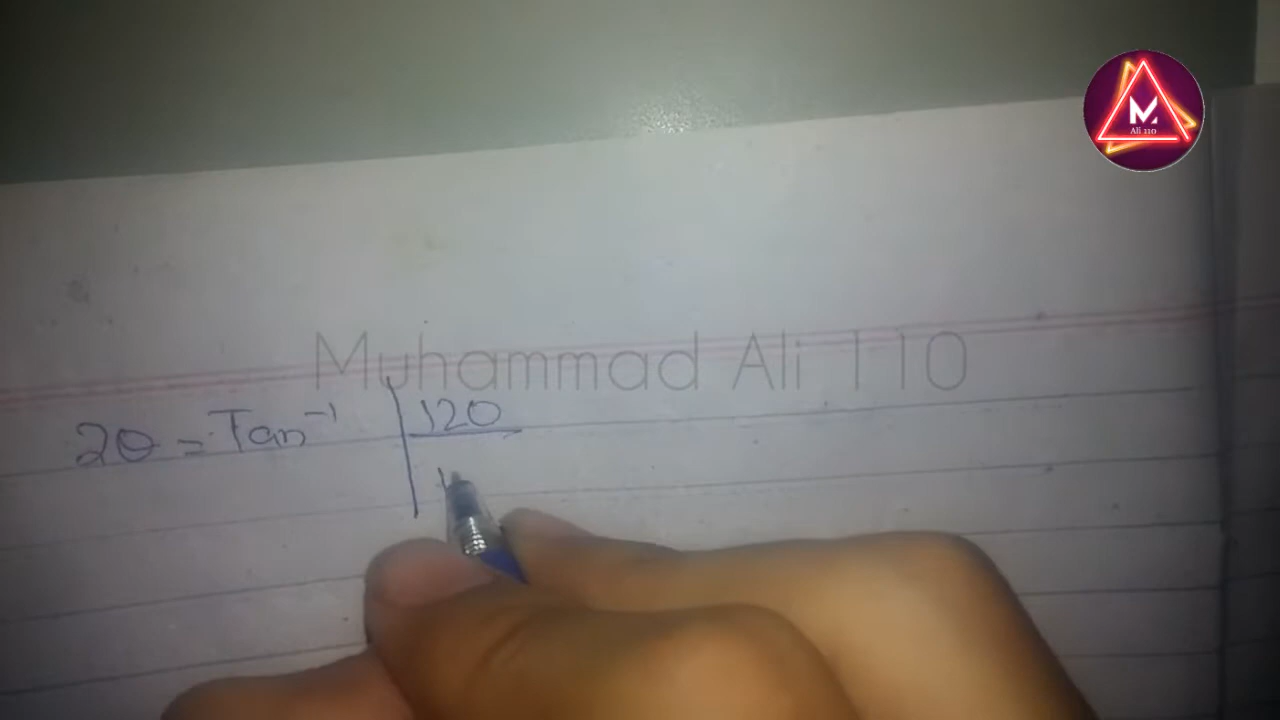 M
Ali 110
Muhammad Ali 110
2θ = Tan⁻¹ | 120